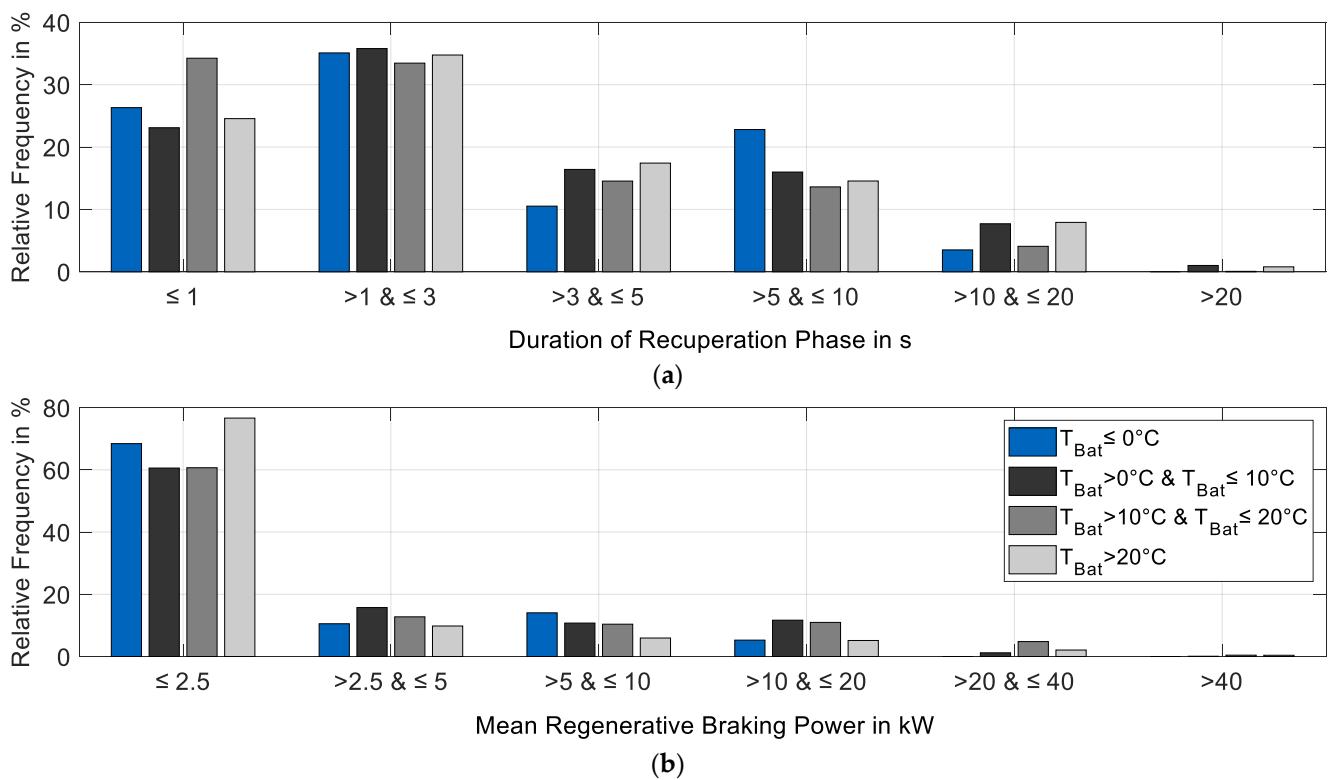 Relative Frequency in %
40
30
20
10
0
≤ 1
>1 & ≤ 3
>3 & ≤ 5
>5 & ≤ 10
>10 & ≤ 20
>20
Duration of Recuperation Phase in s
(a)
Relative Frequency in %
80
60
40
20
0
T_Bat ≤ 0°C
T_Bat >0°C & T_Bat ≤ 10°C
T_Bat >10°C & T_Bat ≤ 20°C
T_Bat >20°C
≤ 2.5
>2.5 & ≤ 5
>5 & ≤ 10
>10 & ≤ 20
>20 & ≤ 40
>40
Mean Regenerative Braking Power in kW
(b)